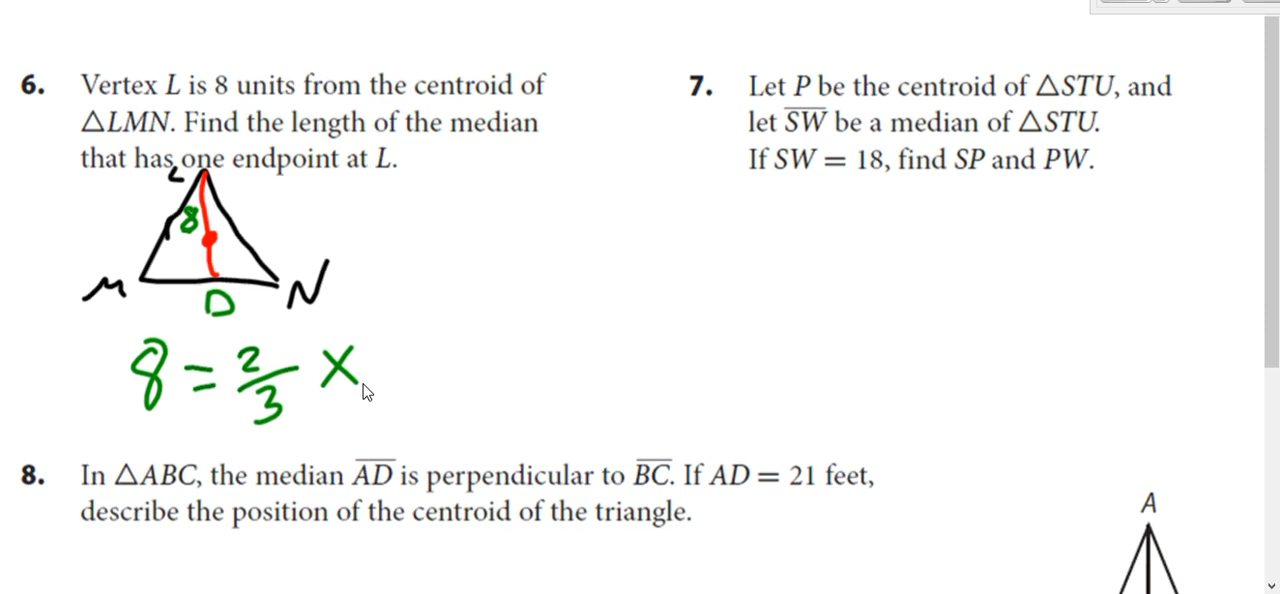 6. Vertex L is 8 units from the centroid of
△LMN. Find the length of the median
that has one endpoint at L.
L
8
M
N
D
8 = 2/3 X
7. Let P be the centroid of △STU, and
let S̅W̅ be a median of △STU.
If SW = 18, find SP and PW.
8. In △ABC, the median A̅D̅ is perpendicular to B̅C̅. If AD = 21 feet,
describe the position of the centroid of the triangle.
A